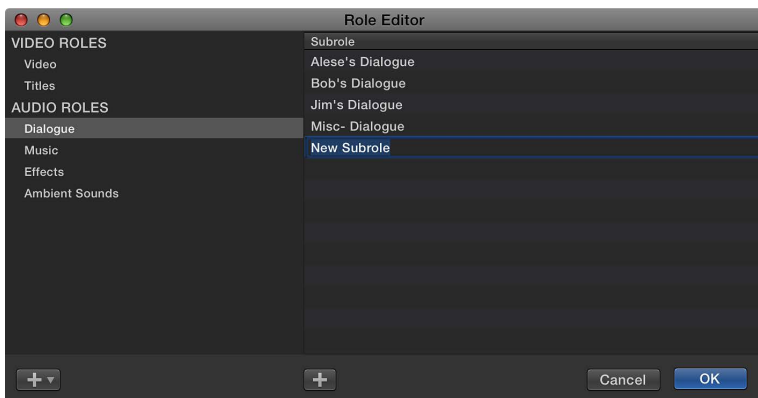 Role Editor
VIDEO ROLES
Video
Titles
AUDIO ROLES
Dialogue
Music
Effects
Ambient Sounds
Subrole
Alese's Dialogue
Bob's Dialogue
Jim's Dialogue
Misc- Dialogue
New Subrole
Cancel
OK